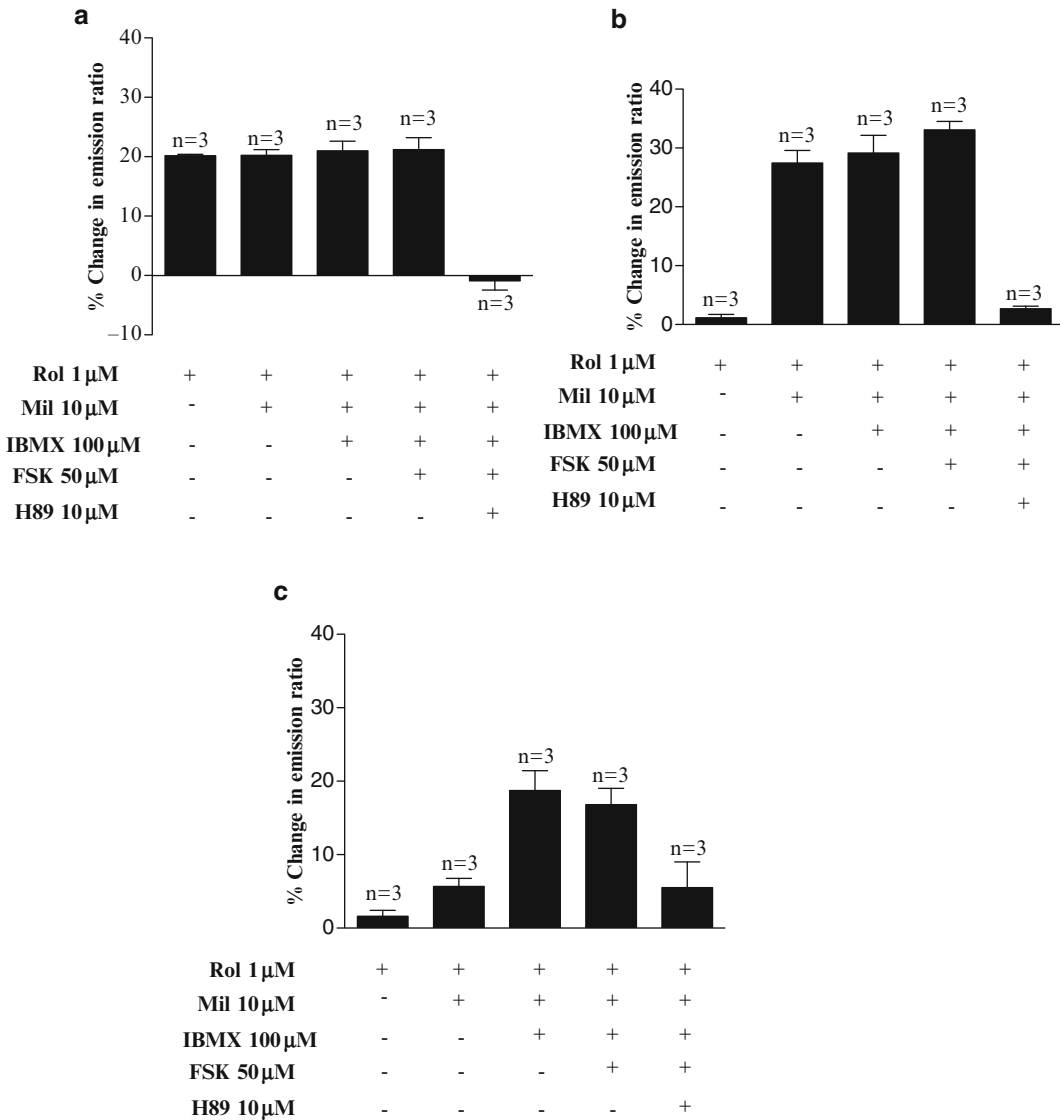 a
% Change in emission ratio
40
30
20
10
0
–10
n=3
n=3
n=3
n=3
n=3
Rol 1 μM + + + + +
Mil 10 μM - + + + +
IBMX 100 μM - - + + +
FSK 50 μM - - - + +
H89 10 μM - - - - +
b
% Change in emission ratio
40
30
20
10
0
n=3
n=3
n=3
n=3
n=3
Rol 1 μM + + + + +
Mil 10 μM - + + + +
IBMX 100 μM - - + + +
FSK 50 μM - - - + +
H89 10 μM - - - - +
c
% Change in emission ratio
40
30
20
10
0
n=3
n=3
n=3
n=3
n=3
Rol 1 μM + + + + +
Mil 10 μM - + + + +
IBMX 100 μM - - + + +
FSK 50 μM - - - + +
H89 10 μM - - - - +